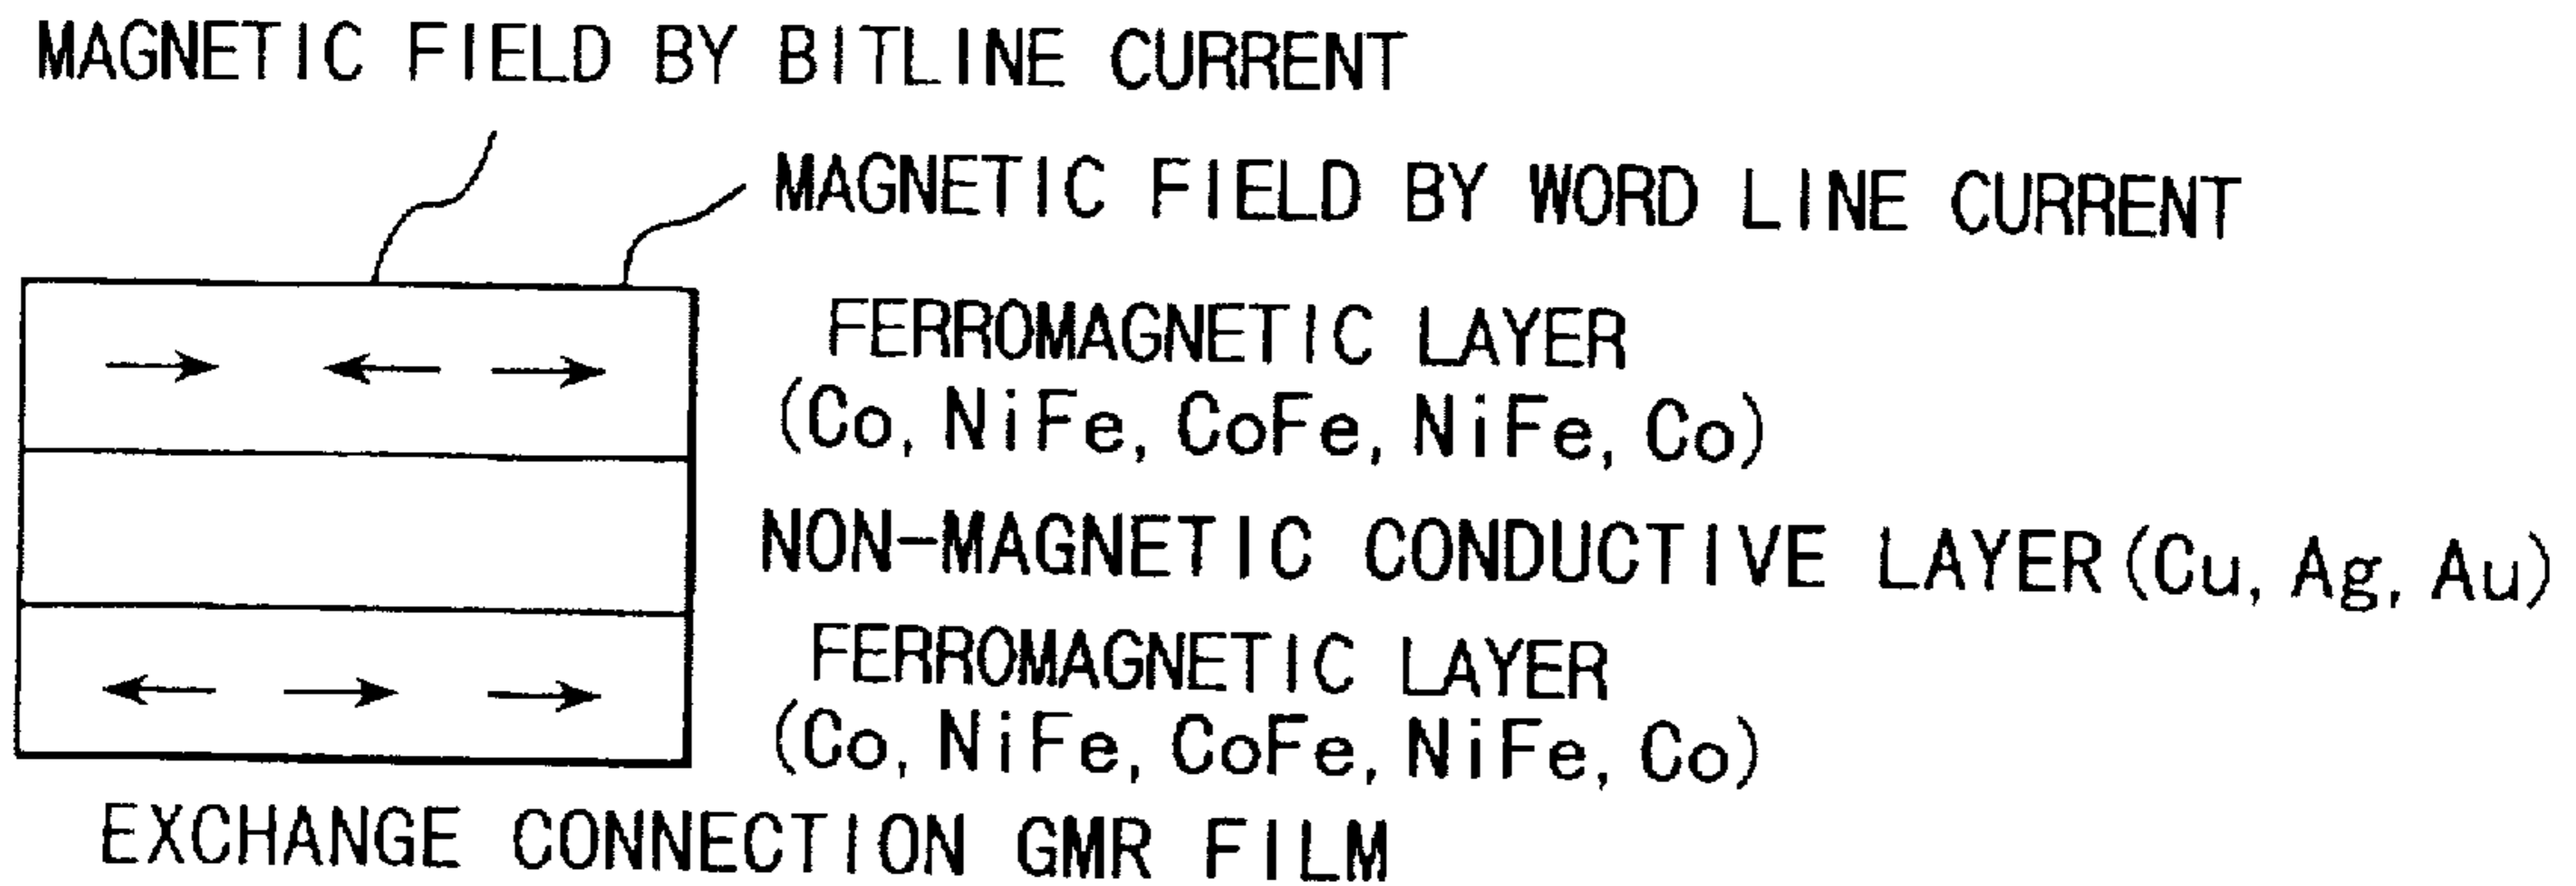 MAGNETIC FIELD BY BITLINE CURRENT
MAGNETIC FIELD BY WORD LINE CURRENT
FERROMAGNETIC LAYER
(Co, NiFe, CoFe, NiFe, Co)
NON-MAGNETIC CONDUCTIVE LAYER(Cu, Ag, Au)
FERROMAGNETIC LAYER
(Co, NiFe, CoFe, NiFe, Co)
EXCHANGE CONNECTION GMR FILM